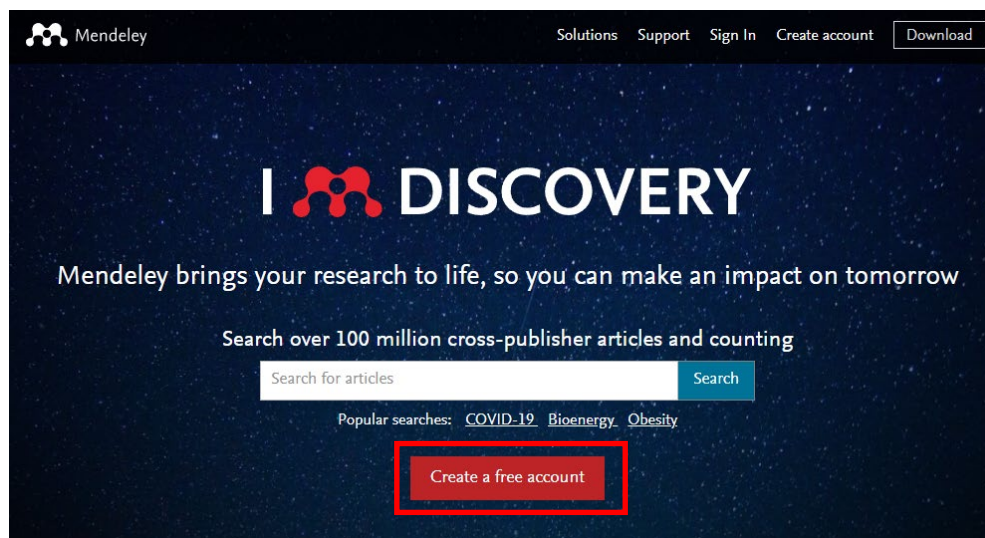 Mendeley Solutions Support Sign In Create account Download
I DISCOVERY
Mendeley brings your research to life, so you can make an impact on tomorrow
Search over 100 million cross-publisher articles and counting
Search for articles Search
Popular searches: COVID-19 Bioenergy Obesity
Create a free account